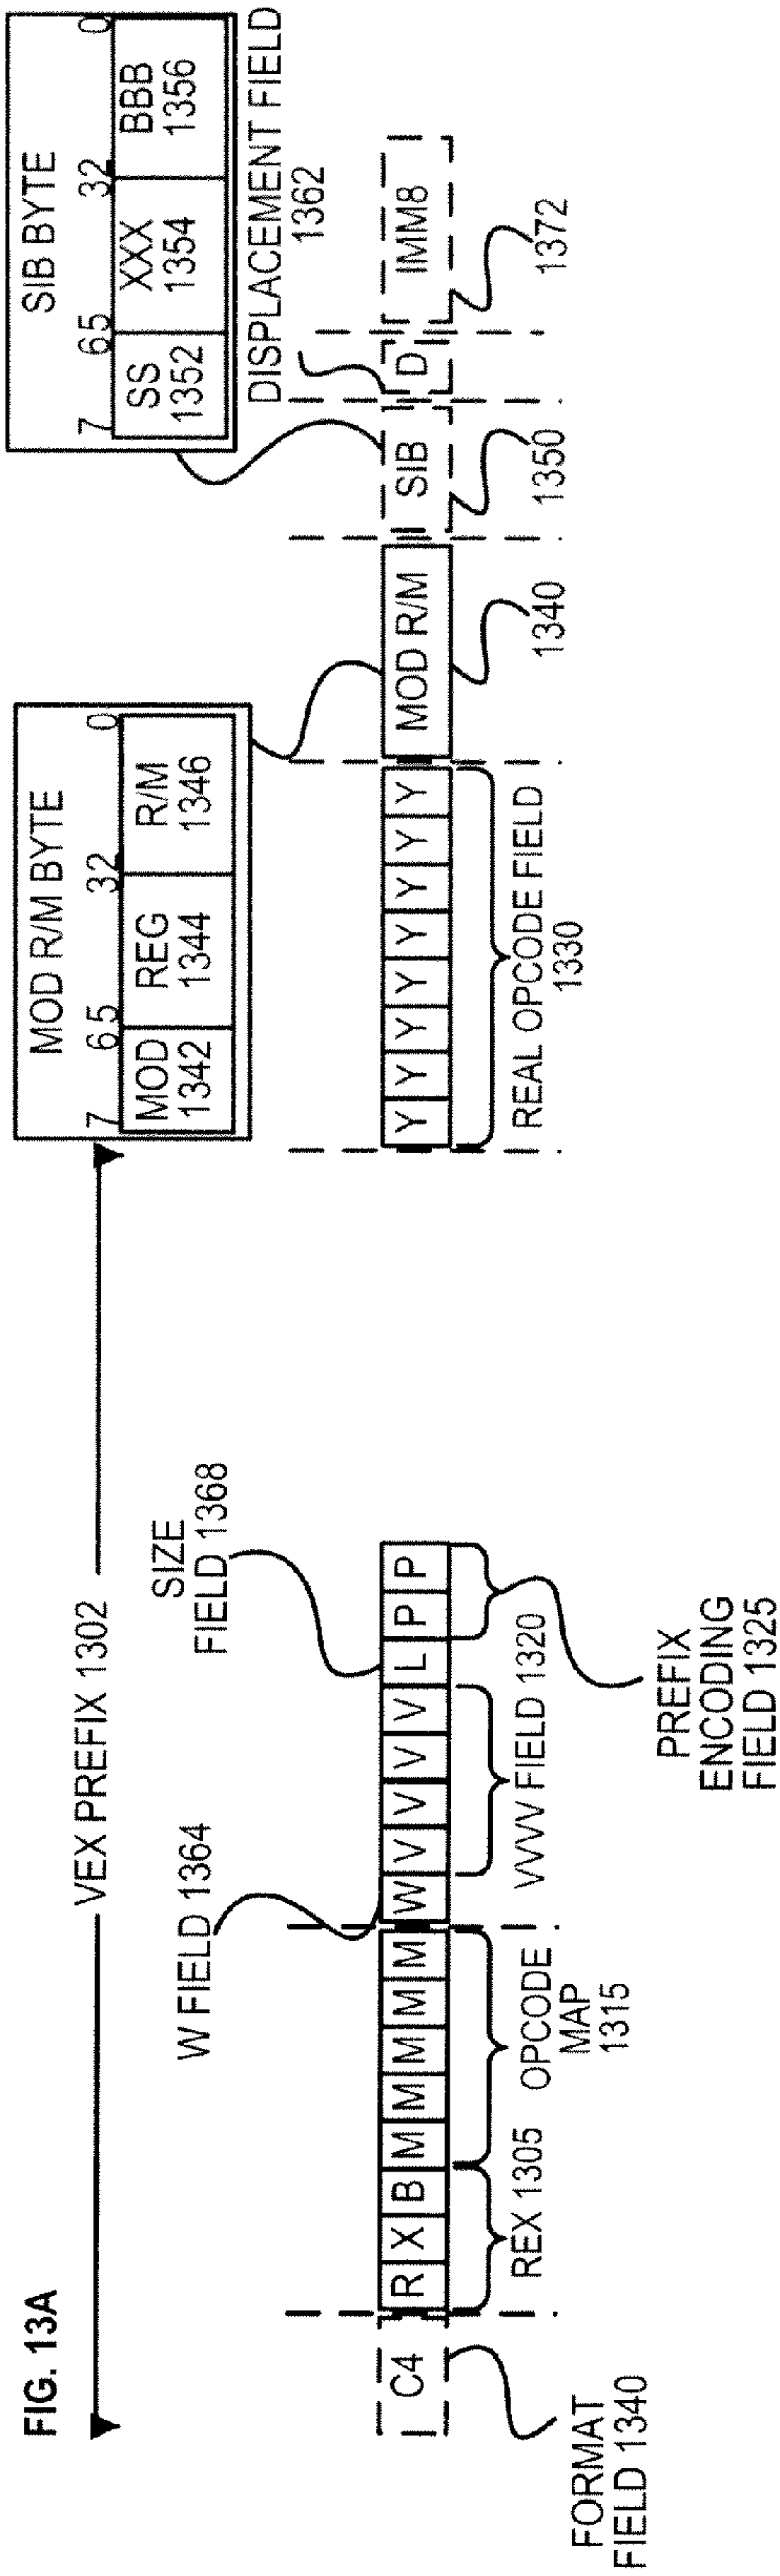 FIG. 13A
VEX PREFIX 1302
MOD R/M BYTE
7 6 5 3 2 0
MOD
1342
REG
1344
R/M
1346
SIB BYTE
7 6 5 3 2 0
SS
1352
XXX
1354
BBB
1356
W FIELD 1364
SIZE
FIELD 1368
DISPLACEMENT FIELD
1362
C4 R X B M M M M M W V V V V L P P Y Y Y Y Y Y Y Y MOD R/M SIB D IMM8
FORMAT
FIELD 1340
REX 1305
OPCODE
MAP
1315
VVVV FIELD 1320
PREFIX
ENCODING
FIELD 1325
REAL OPCODE FIELD
1330
1340
1350
1372